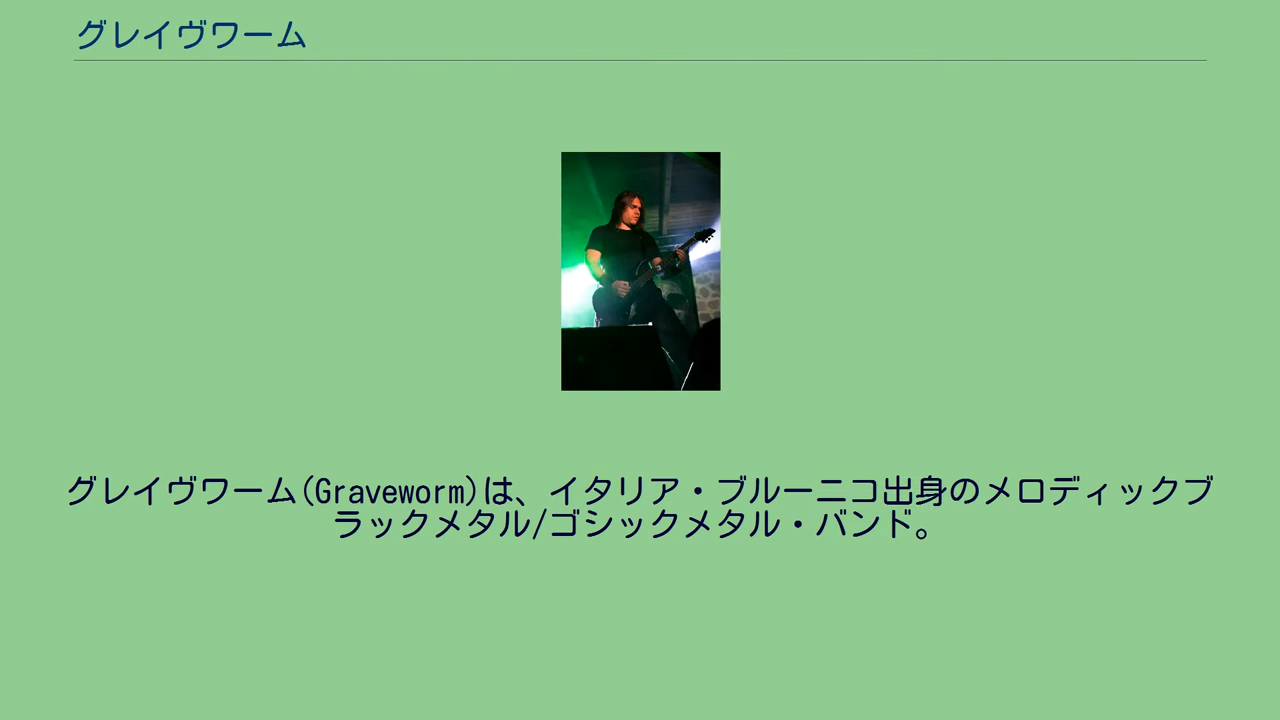 グレイヴワーム
グレイヴワーム(Graveworm)は、イタリア・ブルーニコ出身のメロディックブ
ラックメタル/ゴシックメタル・バンド。